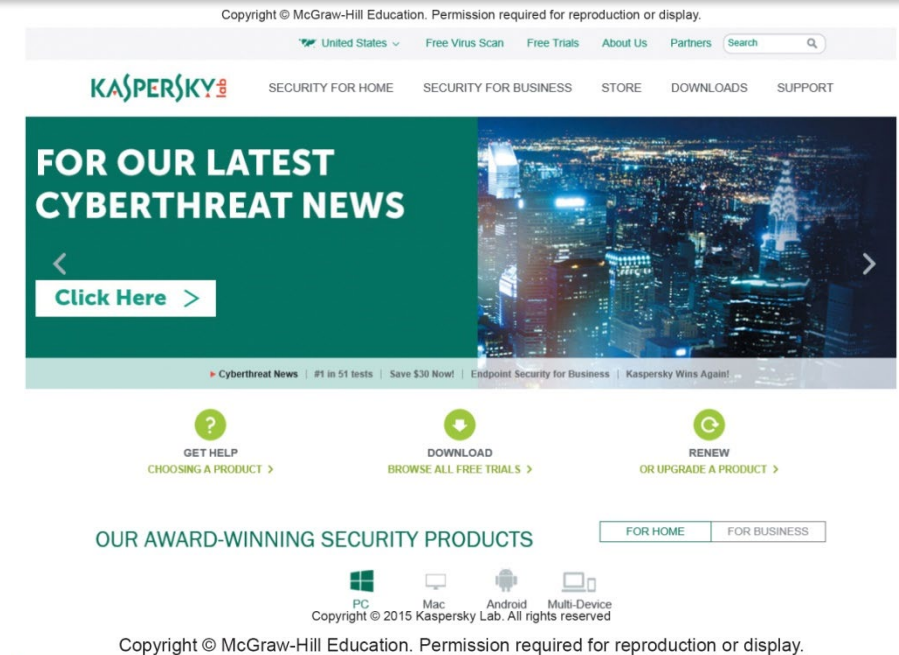 Copyright © McGraw-Hill Education. Permission required for reproduction or display.
United States Free Virus Scan Free Trials About Us Partners Search
KASPERSKY lab SECURITY FOR HOME SECURITY FOR BUSINESS STORE DOWNLOADS SUPPORT
FOR OUR LATEST
CYBERTHREAT NEWS
Click Here >
Cyberthreat News | #1 in 51 tests | Save $30 Now! | Endpoint Security for Business | Kaspersky Wins Again!
?
GET HELP DOWNLOAD RENEW
CHOOSING A PRODUCT > BROWSE ALL FREE TRIALS > OR UPGRADE A PRODUCT >
OUR AWARD-WINNING SECURITY PRODUCTS FOR HOME FOR BUSINESS
PC Mac Android Multi-Device
Copyright © 2015 Kaspersky Lab. All rights reserved
Copyright © McGraw-Hill Education. Permission required for reproduction or display.